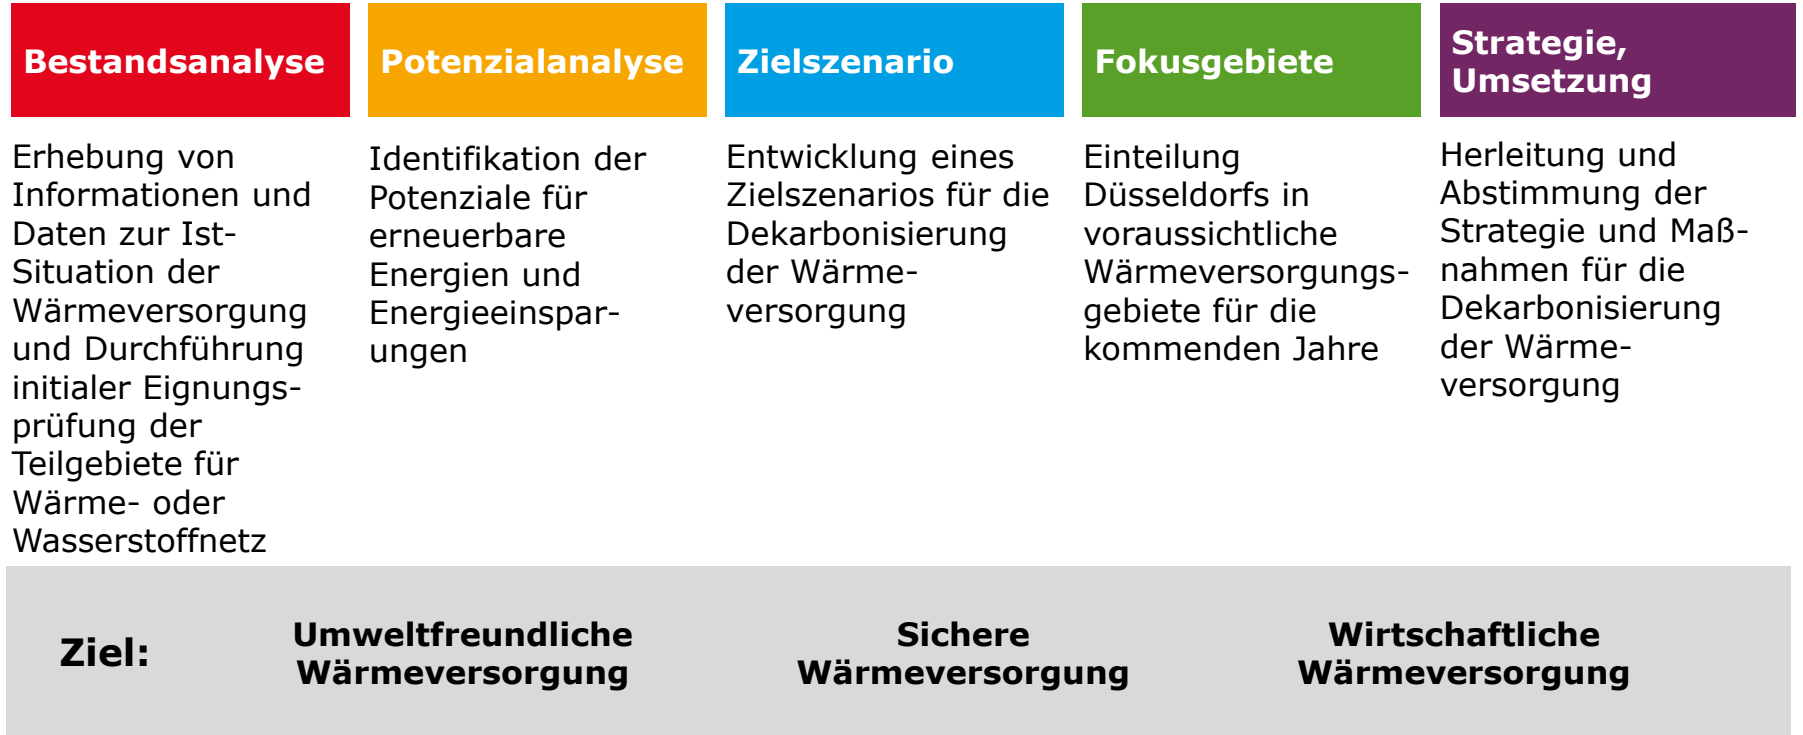 Bestandsanalyse
Erhebung von
Informationen und
Daten zur Ist-
Situation der
Wärmeversorgung
und Durchführung
initialer Eignungs-
prüfung der
Teilgebiete für
Wärme- oder
Wasserstoffnetz
Potenzialanalyse
Identifikation der
Potenziale für
erneuerbare
Energien und
Energieeinspar-
ungen
Zielszenario
Entwicklung eines
Zielszenarios für die
Dekarbonisierung
der Wärme-
versorgung
Fokusgebiete
Einteilung
Düsseldorfs in
voraussichtliche
Wärmeversorgungs-
gebiete für die
kommenden Jahre
Strategie,
Umsetzung
Herleitung und
Abstimmung der
Strategie und Maß-
nahmen für die
Dekarbonisierung
der Wärme-
versorgung
Ziel:
Umweltfreundliche
Wärmeversorgung
Sichere
Wärmeversorgung
Wirtschaftliche
Wärmeversorgung